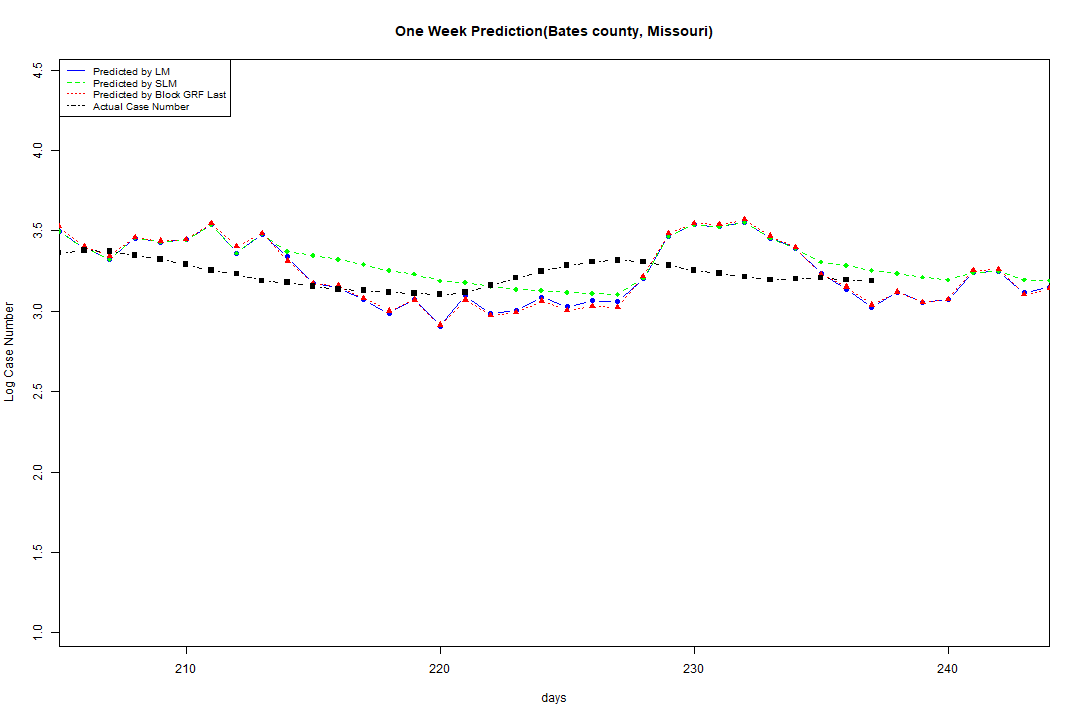 One Week Prediction(Bates county, Missouri)
Predicted by LM
Predicted by SLM
Predicted by Block GRF Last
Actual Case Number
4.5
4.0
3.5
3.0
2.5
2.0
1.5
1.0
Log Case Number
210 220 230 240
days